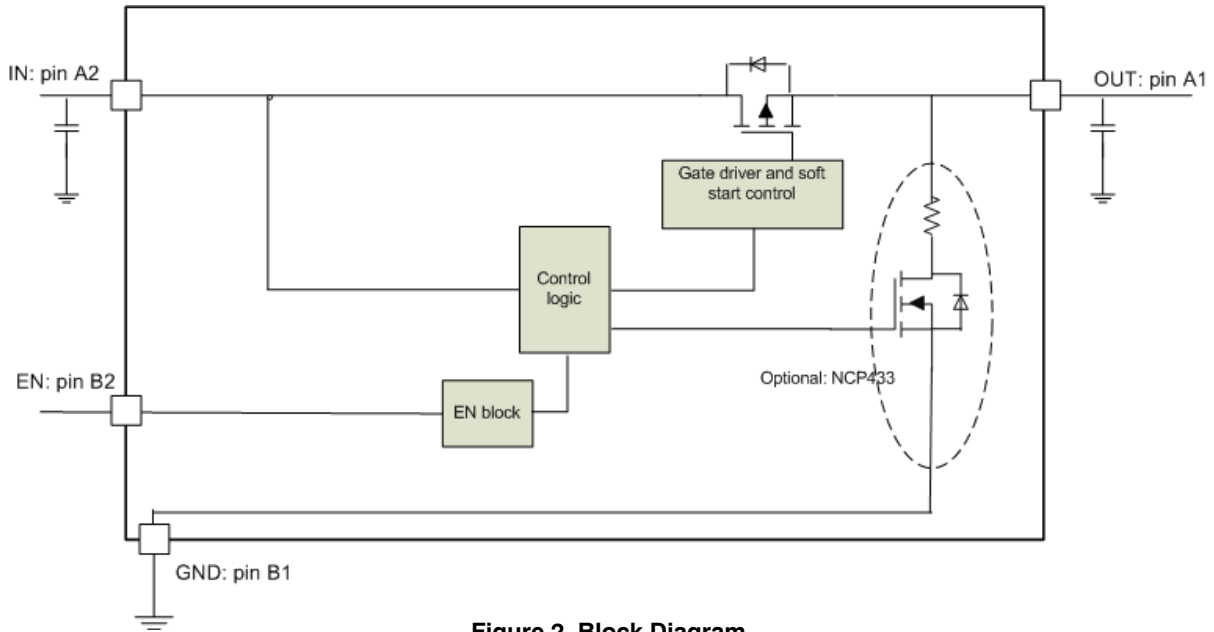 IN: pin A2
OUT: pin A1
Gate driver and soft
start control
Control
logic
EN: pin B2
Optional: NCP433
EN block
GND: pin B1
Figure 2. Block Diagram